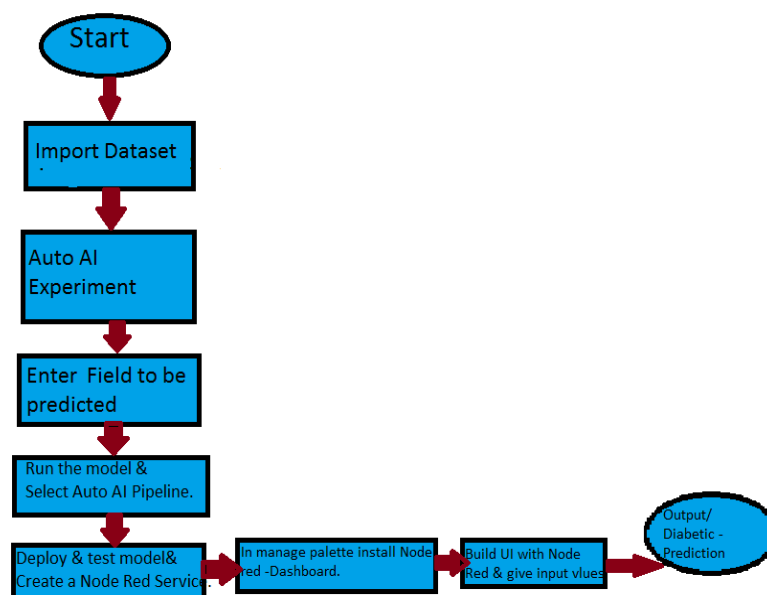 Start
Import Dataset
Auto AI
Experiment
Enter Field to be
predicted
Run the model &
Select Auto AI Pipeline.
Deploy & test model&
Create a Node Red Service.
In manage palette install Node
red -Dashboard.
Build UI with Node
Red & give input vlues
Output/
Diabetic -
Prediction